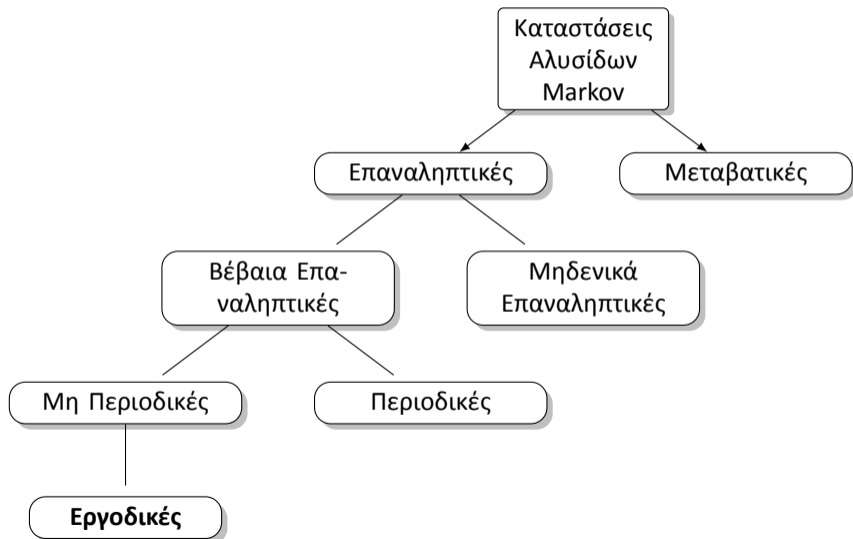 Καταστάσεις
Αλυσίδων
Markov
Επαναληπτικές
Μεταβατικές
Βέβαια Επα-
ναληπτικές
Μηδενικά
Επαναληπτικές
Μη Περιοδικές
Περιοδικές
Εργοδικές